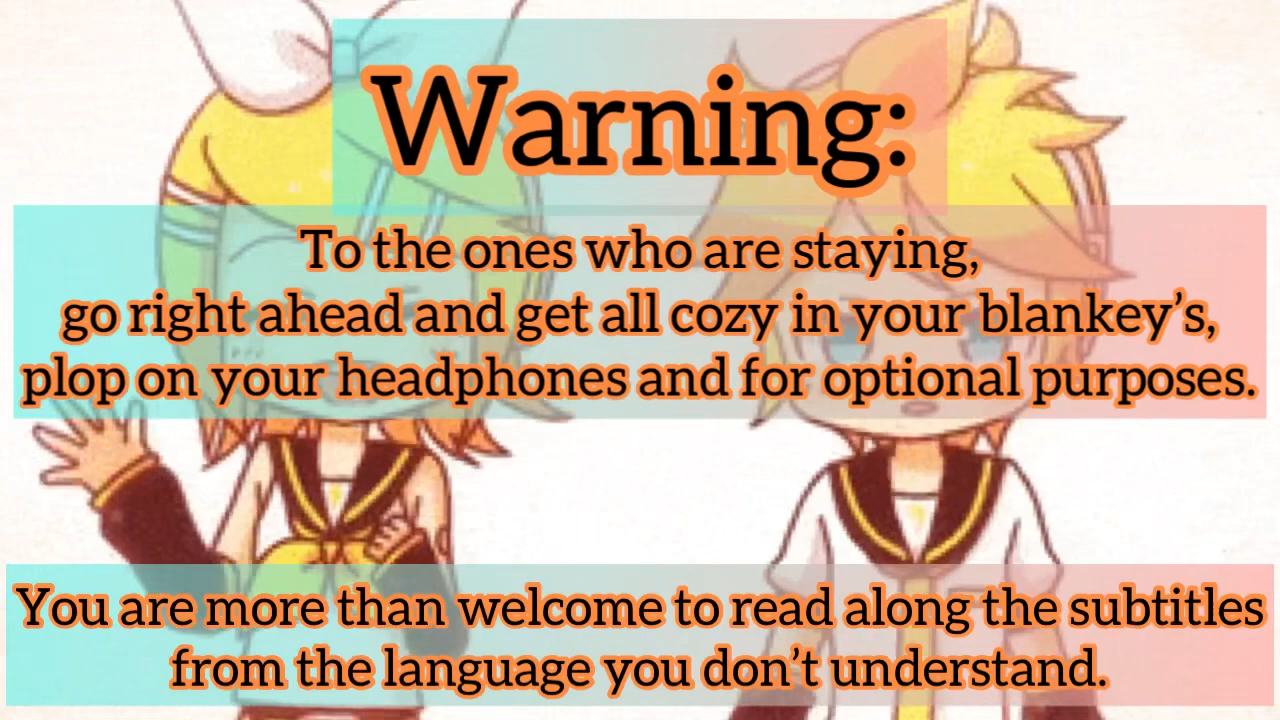 Warning:
To the ones who are staying,
go right ahead and get all cozy in your blankey’s,
plop on your headphones and for optional purposes.
You are more than welcome to read along the subtitles
from the language you don’t understand.